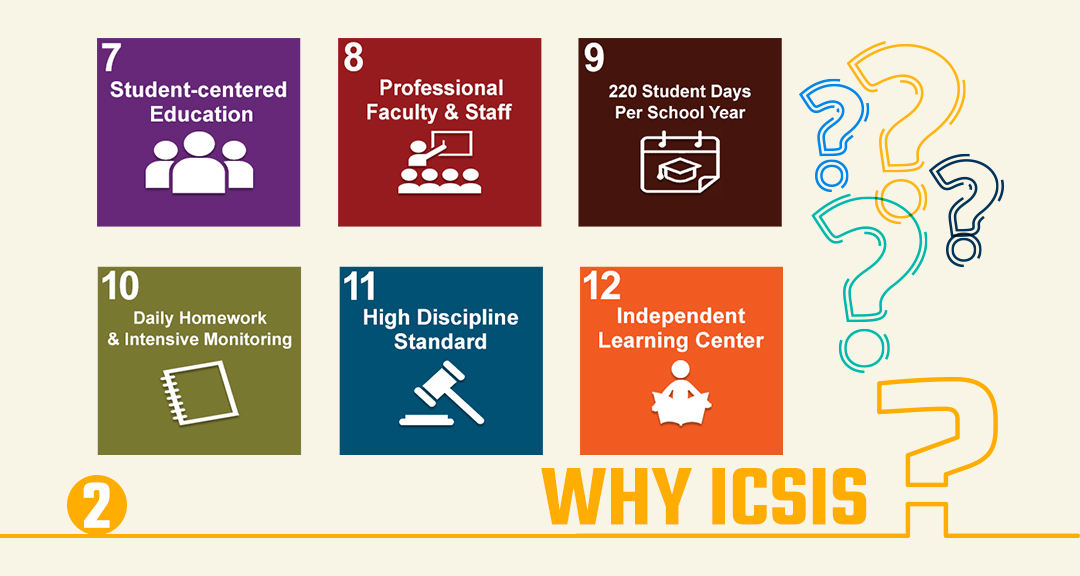 7
Student-centered
Education
8
Professional
Faculty & Staff
9
220 Student Days
Per School Year
10
Daily Homework
& Intensive Monitoring
11
High Discipline
Standard
12
Independent
Learning Center
2
WHY ICSIS?